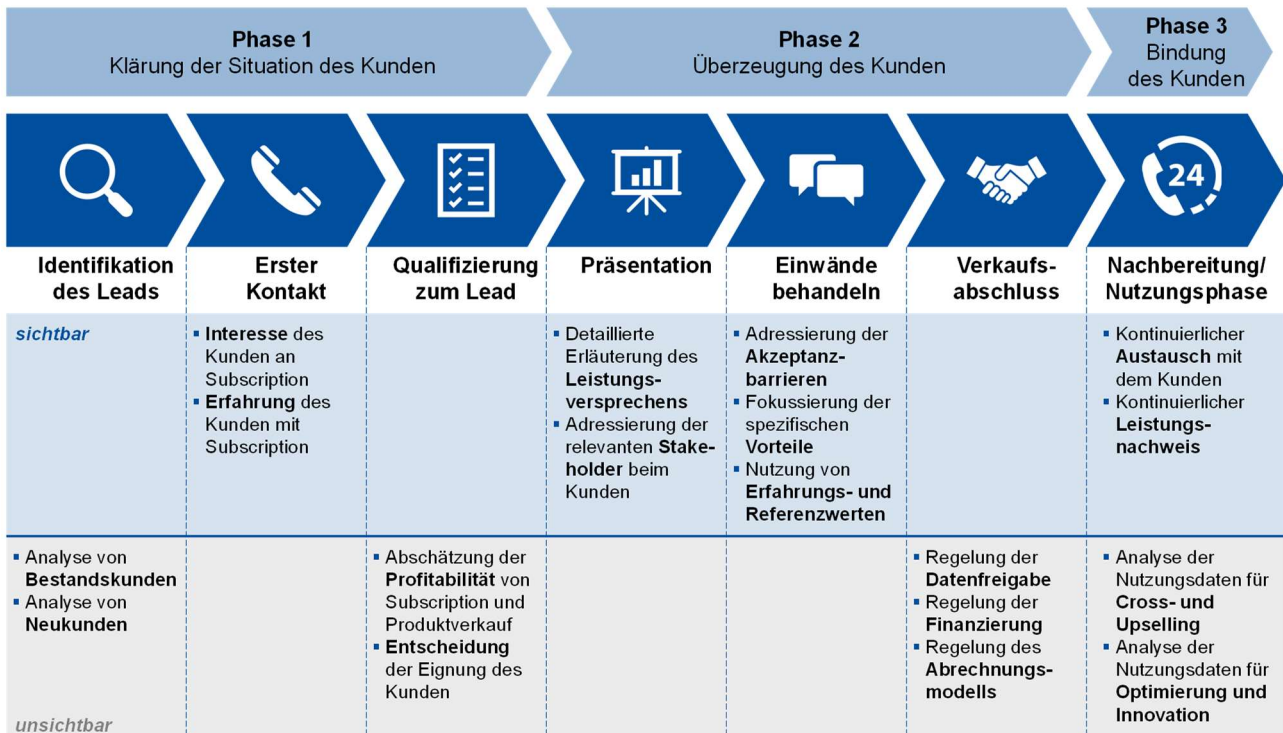 Phase 1
Klärung der Situation des Kunden
Phase 2
Überzeugung des Kunden
Phase 3
Bindung
des Kunden
24
Identifikation
des Leads
Erster
Kontakt
Qualifizierung
zum Lead
Präsentation
Einwände
behandeln
Verkaufs-
abschluss
Nachbereitung/
Nutzungsphase
sichtbar
▪ Interesse des
Kunden an
Subscription
▪ Erfahrung des
Kunden mit
Subscription
▪ Detaillierte
Erläuterung des
Leistungs-
versprechens
▪ Adressierung der
relevanten Stake-
holder beim
Kunden
▪ Adressierung der
Akzeptanz-
barrieren
▪ Fokussierung der
spezifischen
Vorteile
▪ Nutzung von
Erfahrungs- und
Referenzwerten
▪ Kontinuierlicher
Austausch mit
dem Kunden
▪ Kontinuierlicher
Leistungs-
nachweis
▪ Analyse von
Bestandskunden
▪ Analyse von
Neukunden
▪ Abschätzung der
Profitabilität von
Subscription und
Produktverkauf
▪ Entscheidung
der Eignung des
Kunden
▪ Regelung der
Datenfreigabe
▪ Regelung der
Finanzierung
▪ Regelung des
Abrechnungs-
modells
▪ Analyse der
Nutzungsdaten für
Cross- und
Upselling
▪ Analyse der
Nutzungsdaten für
Optimierung und
Innovation
unsichtbar